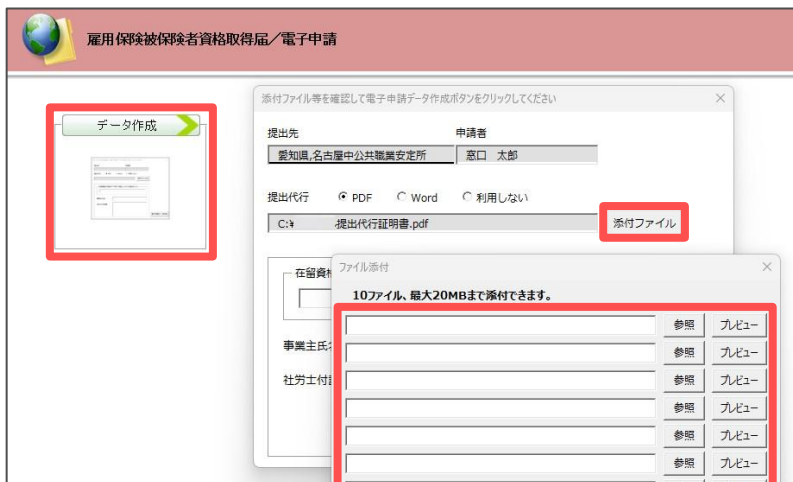 雇用保険被保険者資格取得届／電子申請
データ作成
添付ファイル等を確認して電子申請データ作成ボタンをクリックしてください
提出先 申請者
愛知県,名古屋中公共職業安定所 窓口 太郎
提出代行 PDF Word 利用しない
C:¥ 提出代行証明書.pdf 添付ファイル
在留資格
ファイル添付
10ファイル、最大20MBまで添付できます。
参照 プレビュー
事業主氏
参照 プレビュー
社労士付
参照 プレビュー
参照 プレビュー
参照 プレビュー
参照 プレビュー